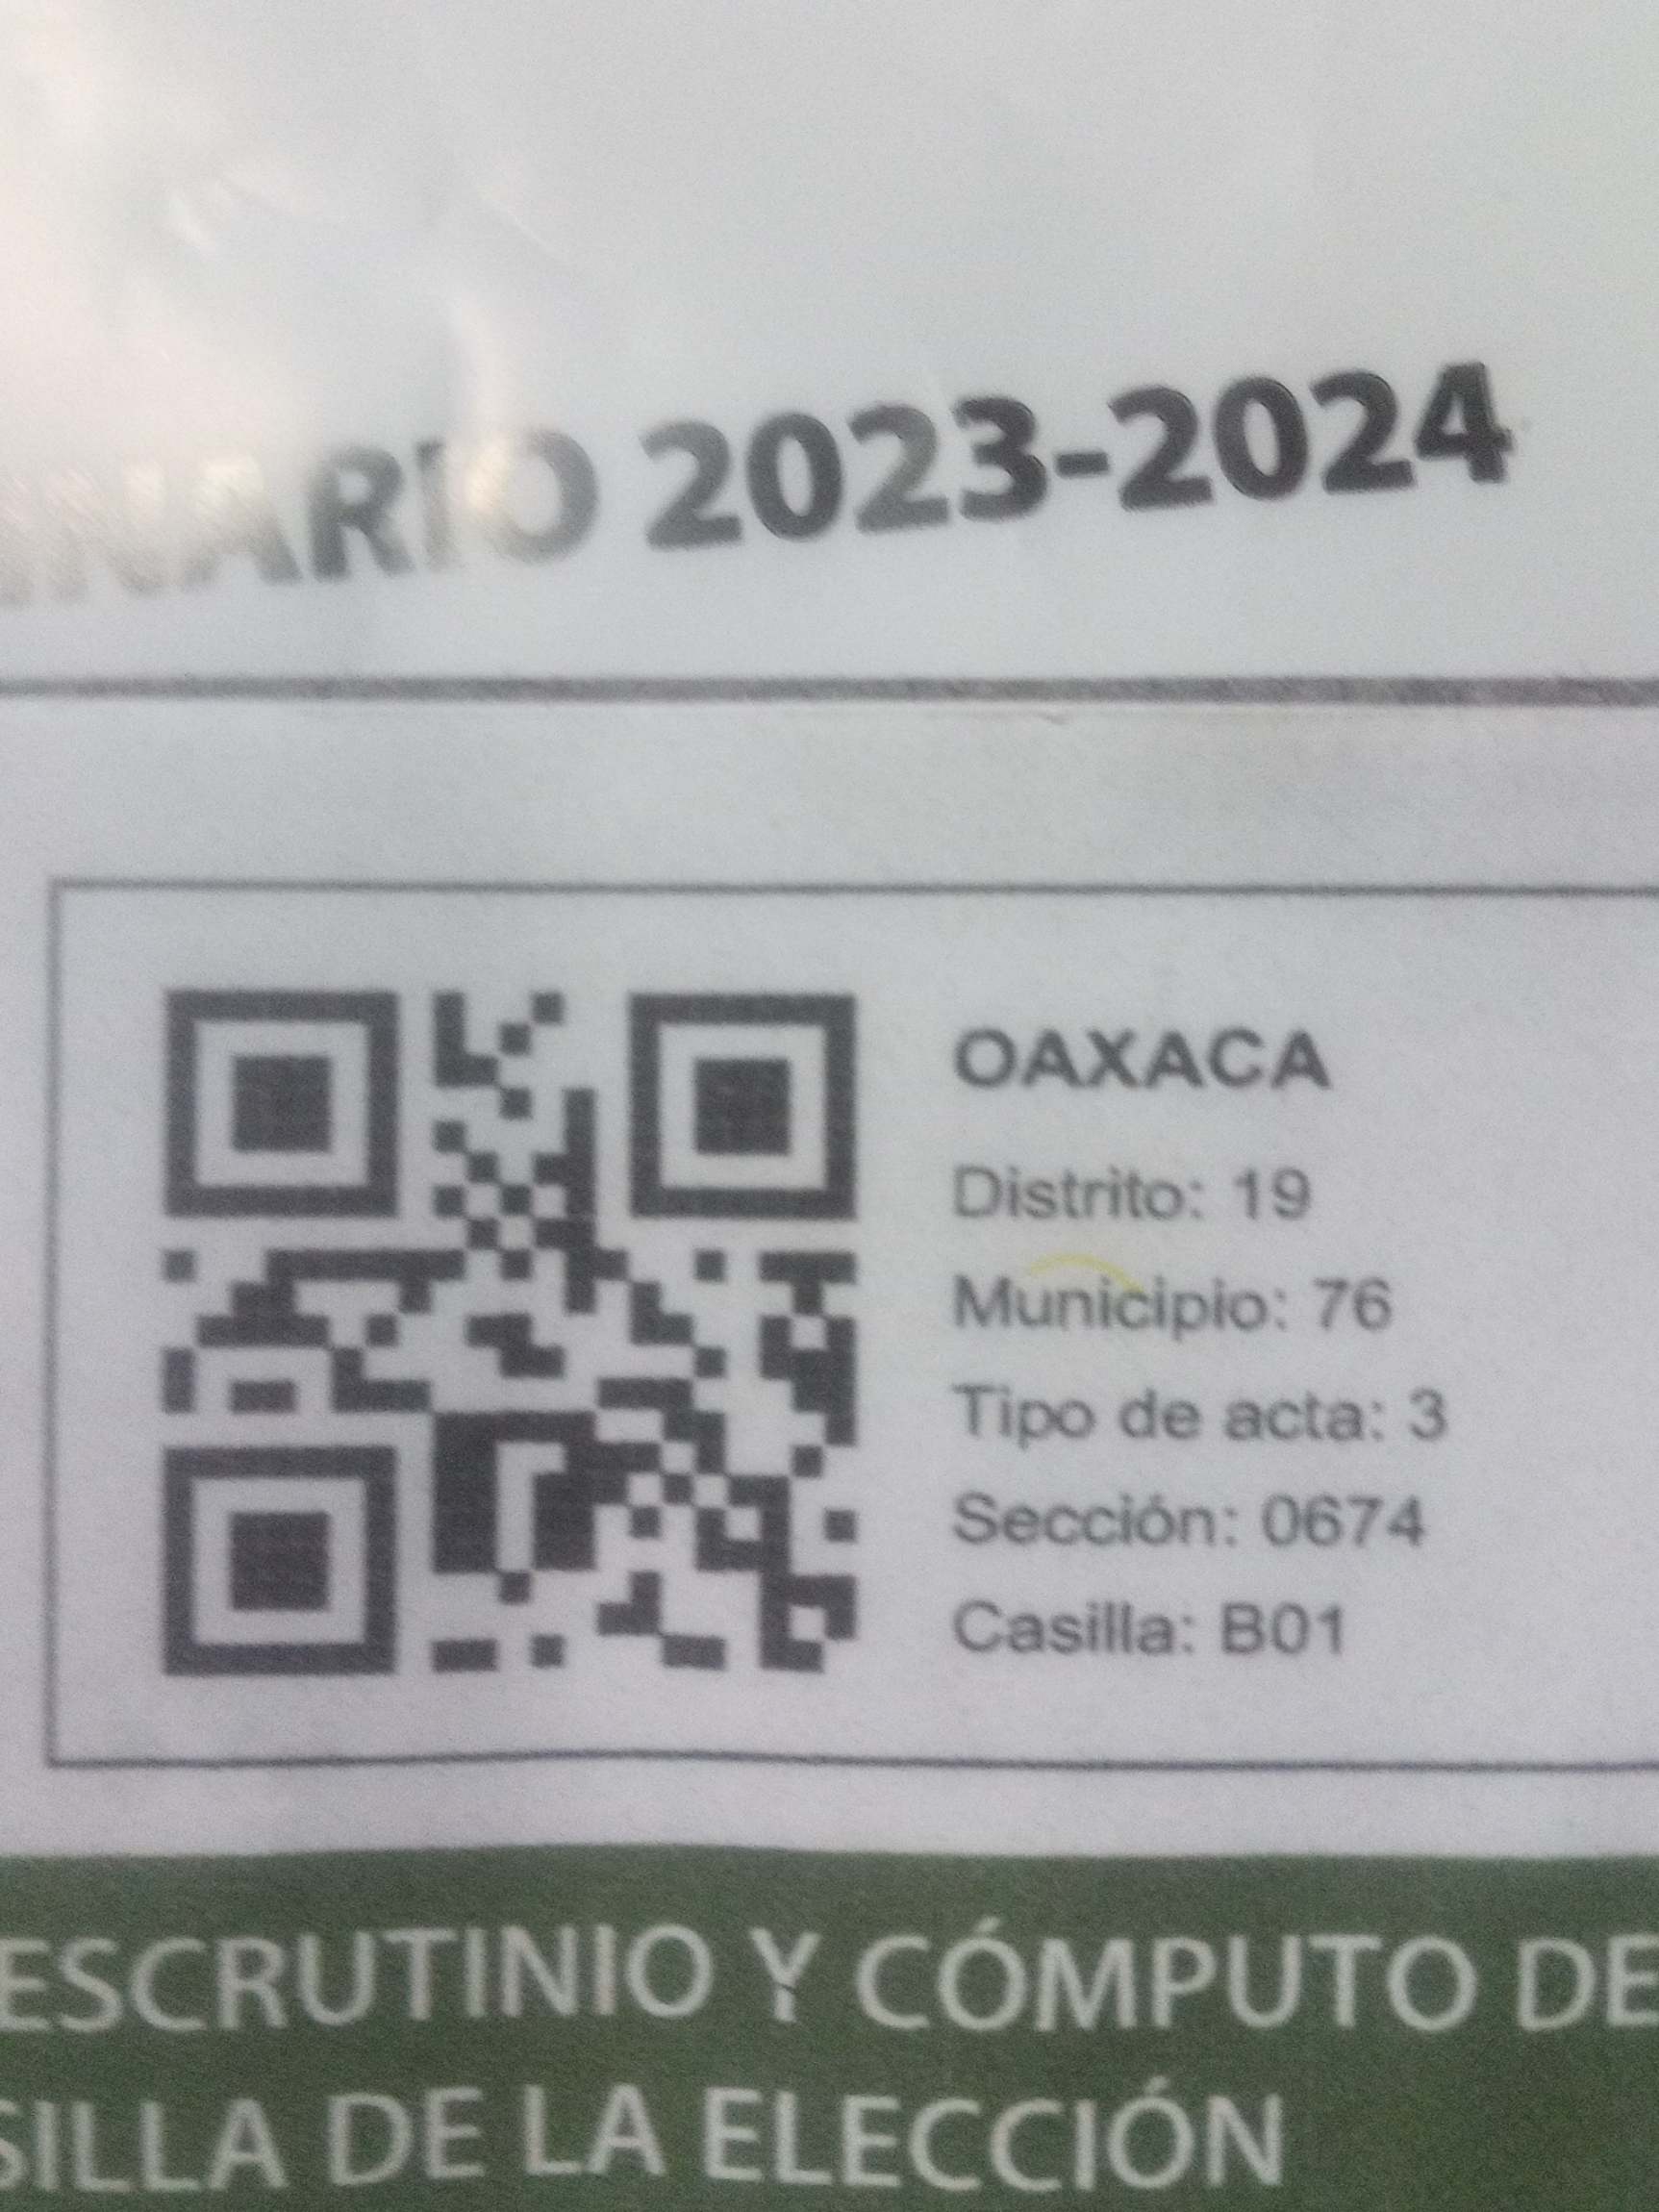 NARIO 2023-2024
OAXACA
Distrito: 19
Municipio: 76
Tipo de acta: 3
Sección: 0674
Casilla: B01
ESCRUTINIO Y CÓMPUTO DE
SILLA DE LA ELECCIÓN